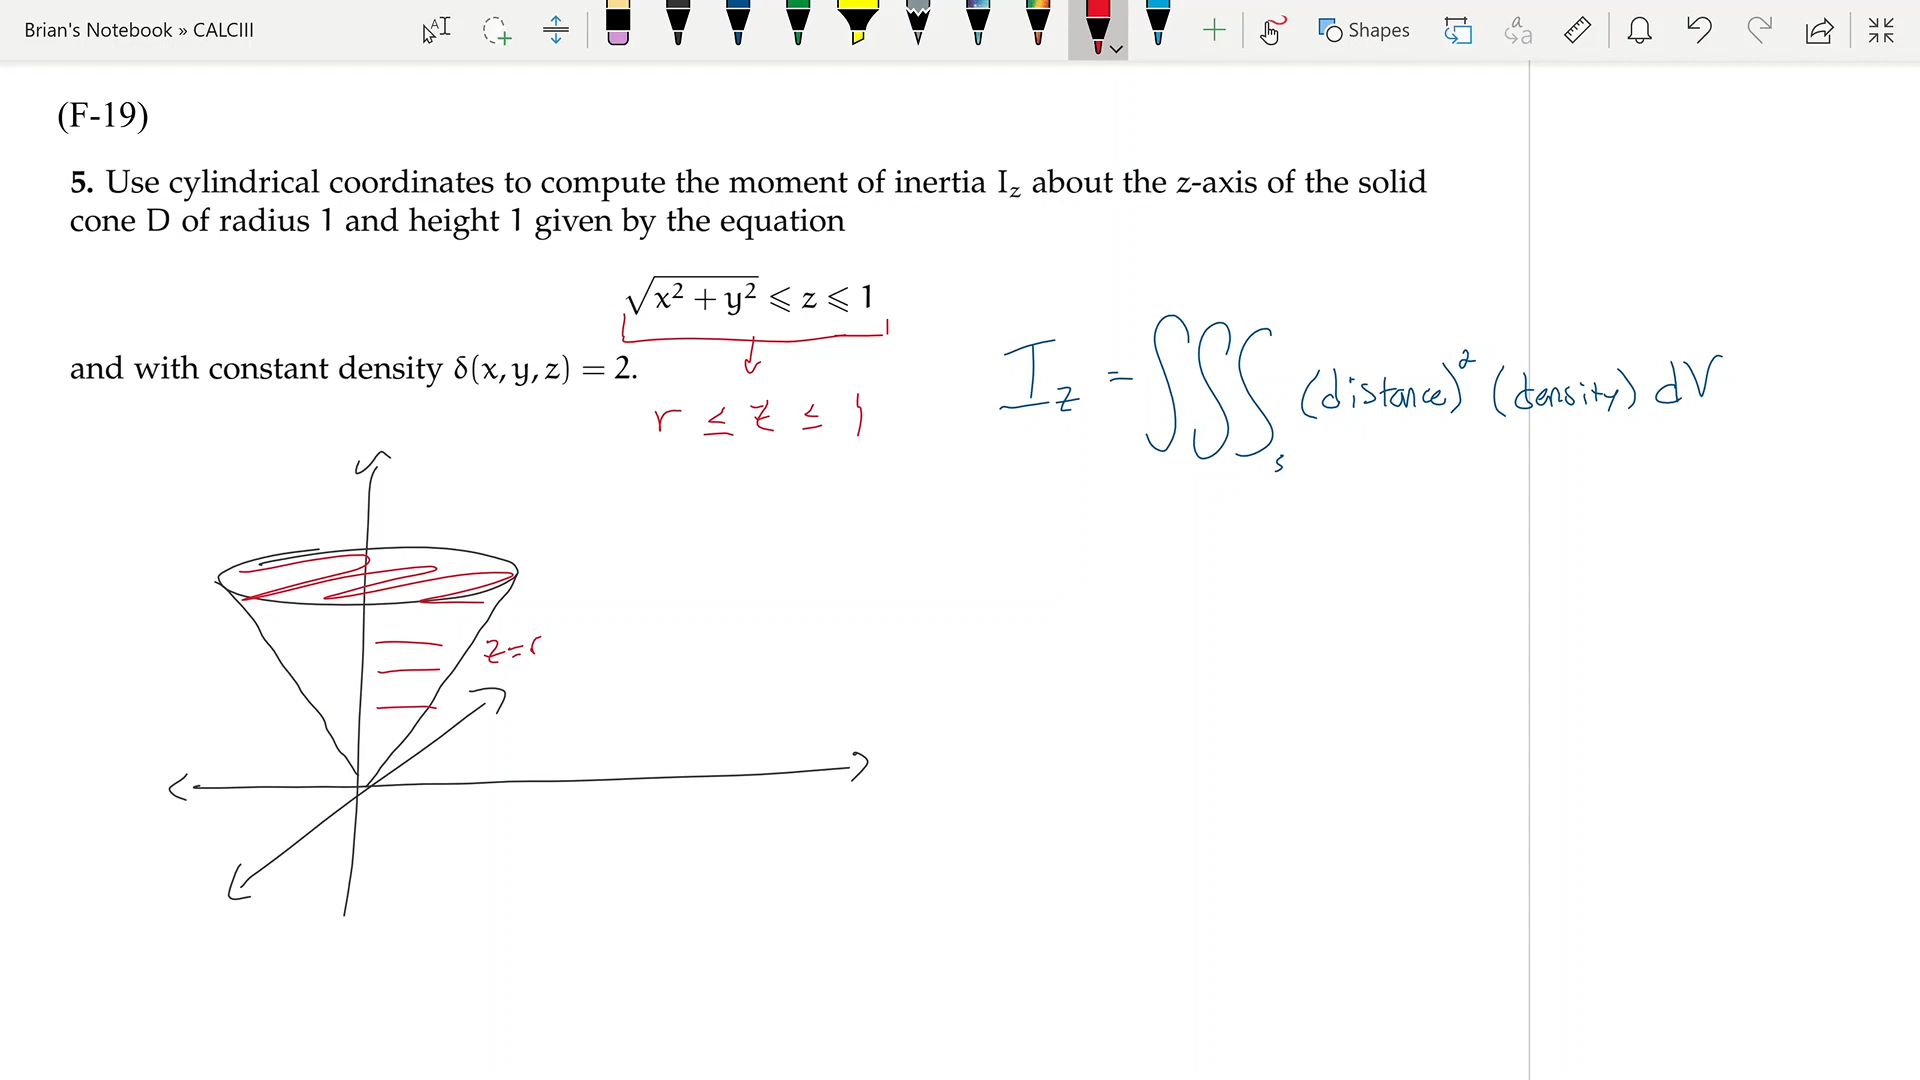 Brian's Notebook » CALCIII
Shapes
(F-19)
5. Use cylindrical coordinates to compute the moment of inertia I_z about the z-axis of the solid
cone D of radius 1 and height 1 given by the equation
√(x² + y²) ⩽ z ⩽ 1
and with constant density δ(x, y, z) = 2.
r ≤ z ≤ 1
I_z = ∭_s (distance)² (density) dV
z=r